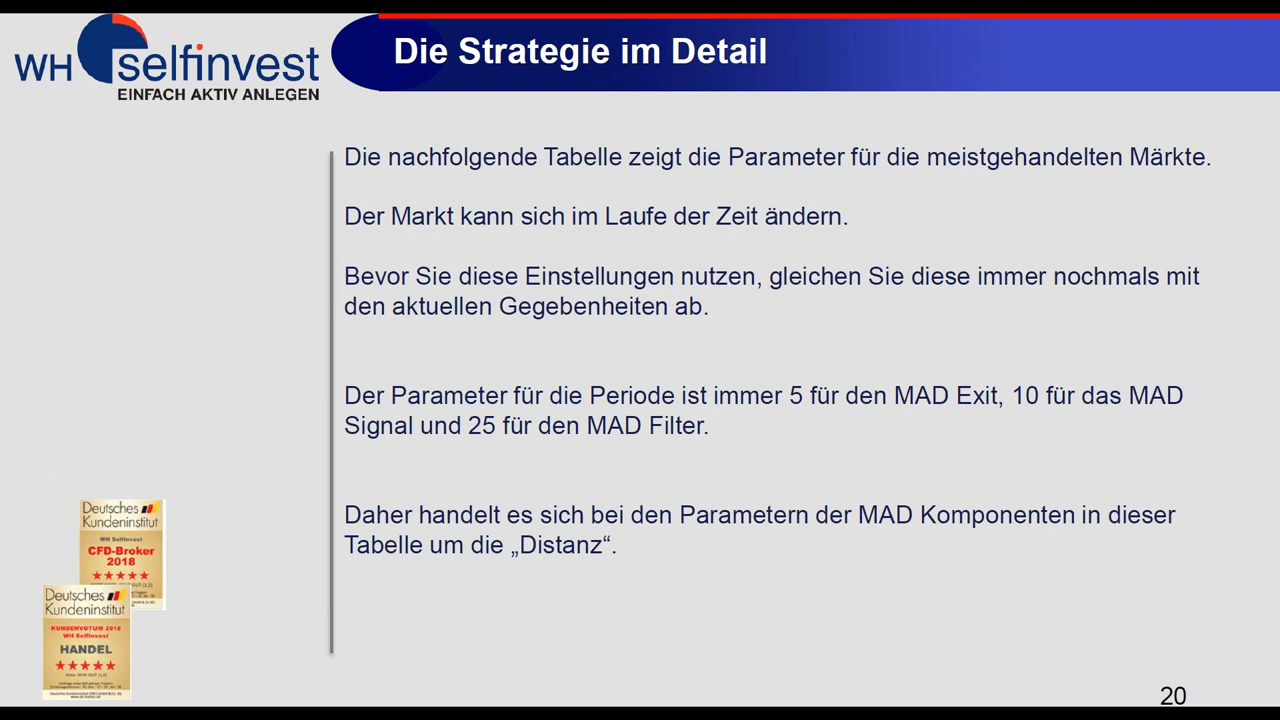 WH selfinvest
EINFACH AKTIV ANLEGEN
Die Strategie im Detail
Die nachfolgende Tabelle zeigt die Parameter für die meistgehandelten Märkte.
Der Markt kann sich im Laufe der Zeit ändern.
Bevor Sie diese Einstellungen nutzen, gleichen Sie diese immer nochmals mit
den aktuellen Gegebenheiten ab.
Der Parameter für die Periode ist immer 5 für den MAD Exit, 10 für das MAD
Signal und 25 für den MAD Filter.
Daher handelt es sich bei den Parametern der MAD Komponenten in dieser
Tabelle um die „Distanz“.
Deutsches
Kundeninstitut
WH Selfinvest
CFD-Broker
2018
Deutsches
Kundeninstitut
KUNDENVOTUM 2018
WH Selfinvest
HANDEL
20